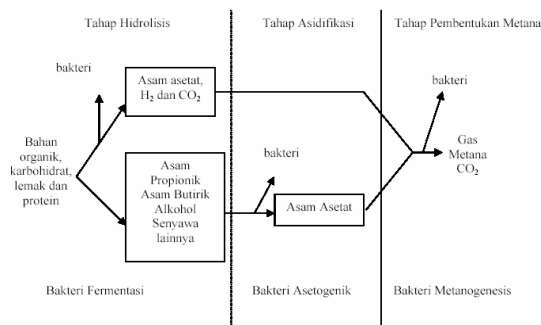 Tahap Hidrolisis
Tahap Asidifikasi
Tahap Pembentukan Metana
bakteri
Asam asetat,
H₂ dan CO₂
bakteri
Bahan
organik,
karbohidrat,
lemak dan
protein
Asam
Propionik
Asam Butirik
Alkohol
Senyawa
lainnya
bakteri
Asam Asetat
Gas
Metana
CO₂
Bakteri Fermentasi
Bakteri Asetogenik
Bakteri Metanogenesis